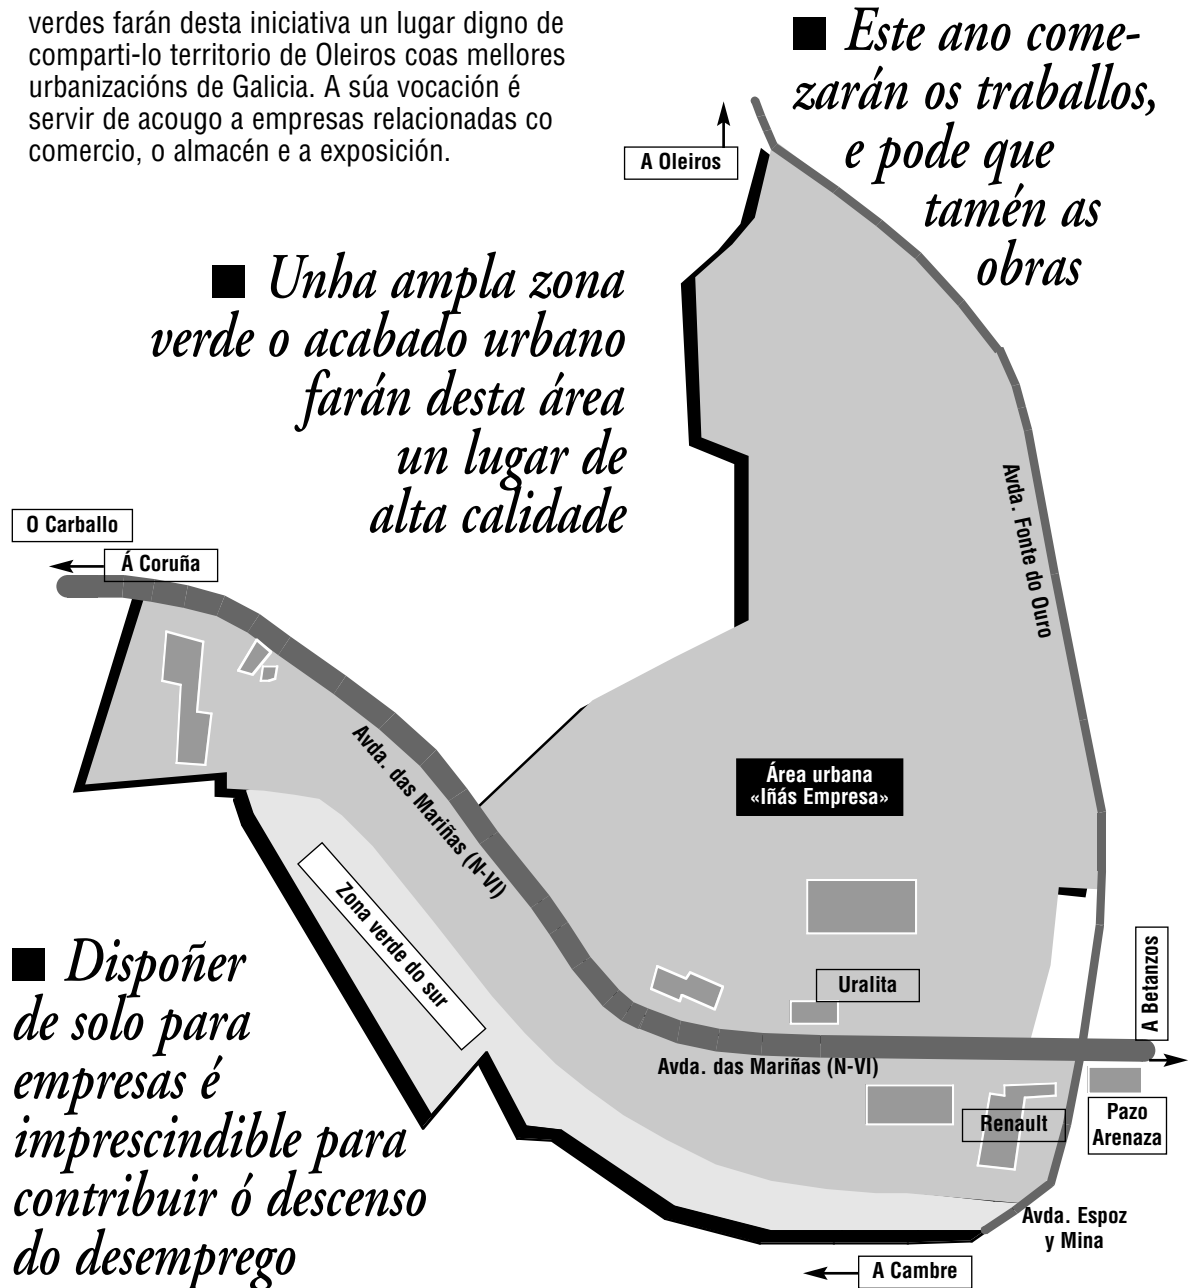 verdes farán desta iniciativa un lugar digno de
comparti-lo territorio de Oleiros coas mellores
urbanizacións de Galicia. A súa vocación é
servir de acougo a empresas relacionadas co
comercio, o almacén e a exposición.
■ Este ano come-
zarán os traballos,
e pode que
tamén as
obras
A Oleiros
■ Unha ampla zona
verde o acabado urbano
farán desta área
un lugar de
alta calidade
Avda. Fonte do Ouro
O Carballo
Á Coruña
Avda. das Mariñas (N-VI)
Área urbana
«Iñás Empresa»
Zona verde do sur
■ Dispoñer
de solo para
empresas é
imprescindible para
contribuir ó descenso
do desemprego
Uralita
A Betanzos
Avda. das Mariñas (N-VI)
Renault
Pazo
Arenaza
Avda. Espoz
y Mina
A Cambre